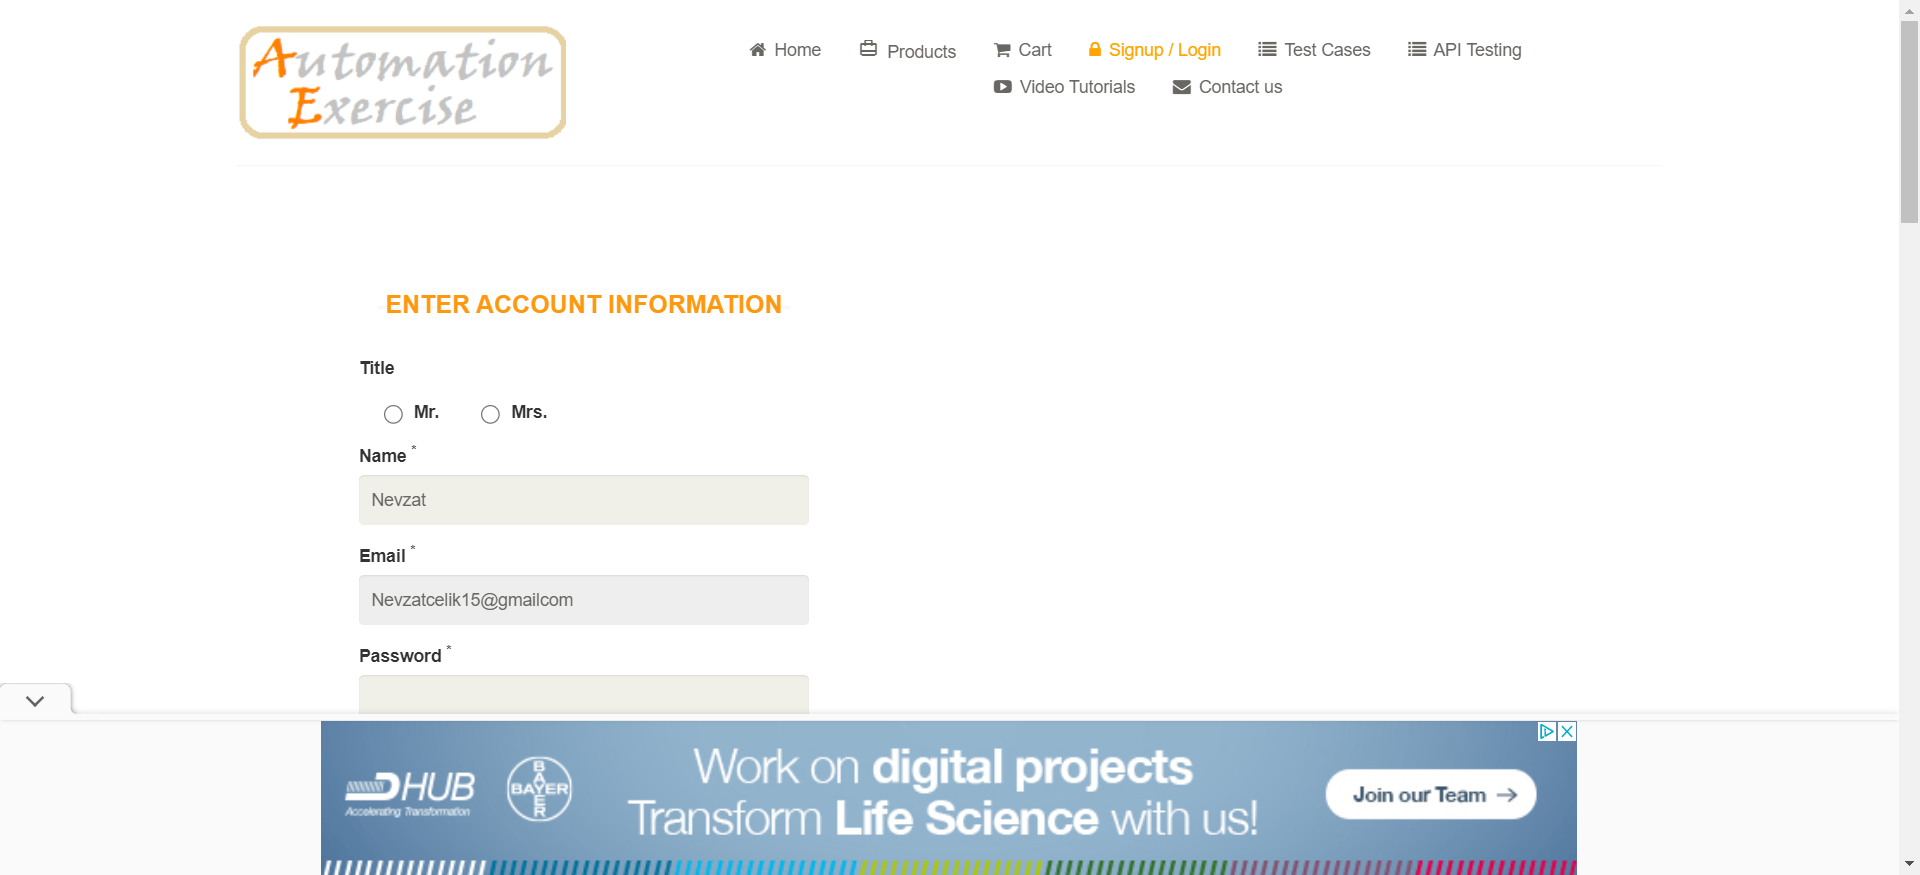 Automation
Exercise
Home
Products
Cart
Signup / Login
Test Cases
API Testing
Video Tutorials
Contact us
ENTER ACCOUNT INFORMATION
Title
Mr.
Mrs.
Name *
Nevzat
Email *
Nevzatcelik15@gmailcom
Password *
DHUB
Accelerating Transformation
BAYER
BAYER
Work on digital projects
Transform Life Science with us!
Join our Team →